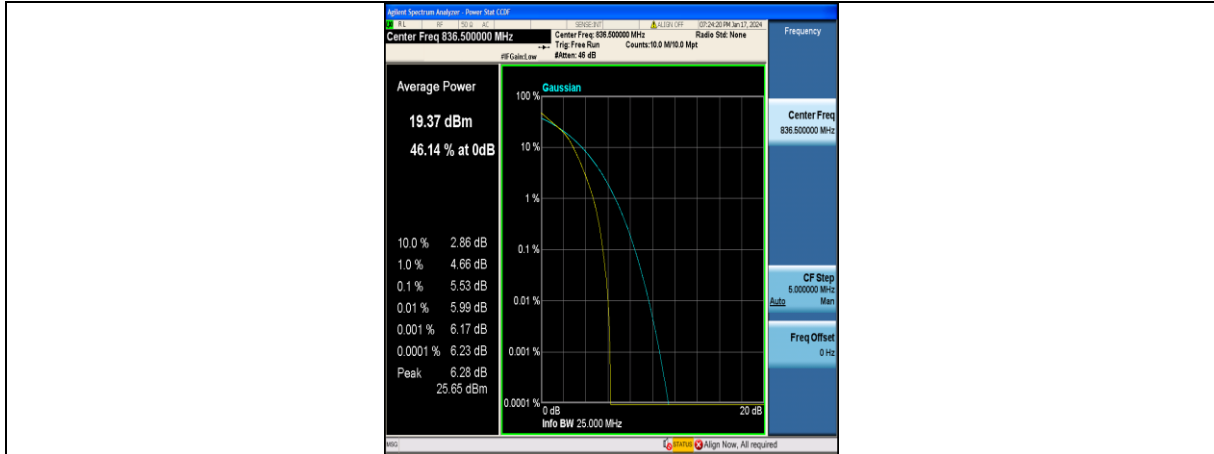 Agilent Spectrum Analyzer - Power Stat CCDF
RL RF 50 Ω AC SENSE:INT ALIGN OFF 07:24:20 PM Jan 17, 2024
Center Freq 836.500000 MHz
Center Freq: 836.500000 MHz Radio Std: None
Trig: Free Run Counts:10.0 M/10.0 Mpt
#IFGain:Low #Atten: 46 dB
Frequency
Average Power
19.37 dBm
46.14 % at 0dB
10.0 % 2.86 dB
1.0 % 4.66 dB
0.1 % 5.53 dB
0.01 % 5.99 dB
0.001 % 6.17 dB
0.0001 % 6.23 dB
Peak 6.28 dB
25.65 dBm
Gaussian
100 %
10 %
1 %
0.1 %
0.01 %
0.001 %
0.0001 %
0 dB 20 dB
Info BW 25.000 MHz
Center Freq
836.500000 MHz
CF Step
5.000000 MHz
Auto Man
Freq Offset
0 Hz
MSG STATUS Align Now, All required